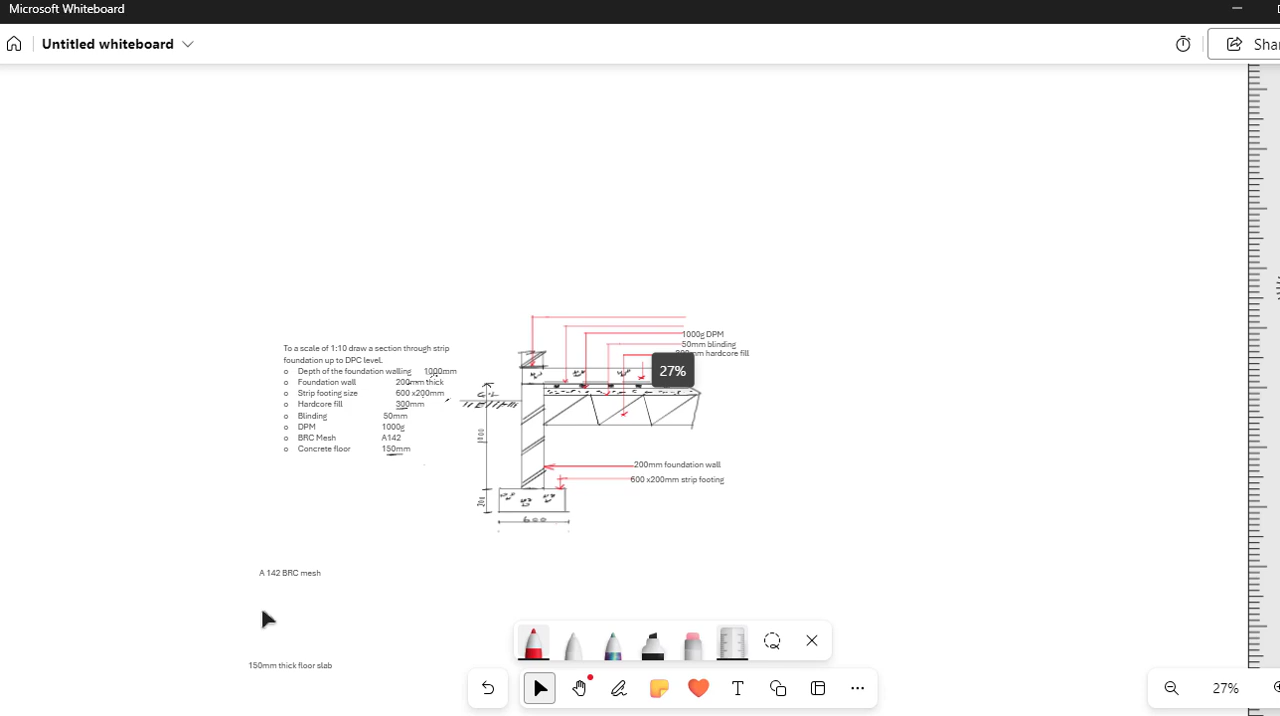 Microsoft Whiteboard
Untitled whiteboard
Shar
To a scale of 1:10 draw a section through strip
foundation up to DPC level.
o Depth of the foundation walling 1000mm
o Foundation wall 200mm thick
o Strip footing size 600 x200mm
o Hardcore fill 300mm
o Blinding 50mm
o DPM 1000g
o BRC Mesh A142
o Concrete floor 150mm
1000g DPM
50mm blinding
mm hardcore fill
27%
G.L
1000
200mm foundation wall
600 x200mm strip footing
200
600
A 142 BRC mesh
150mm thick floor slab
27%